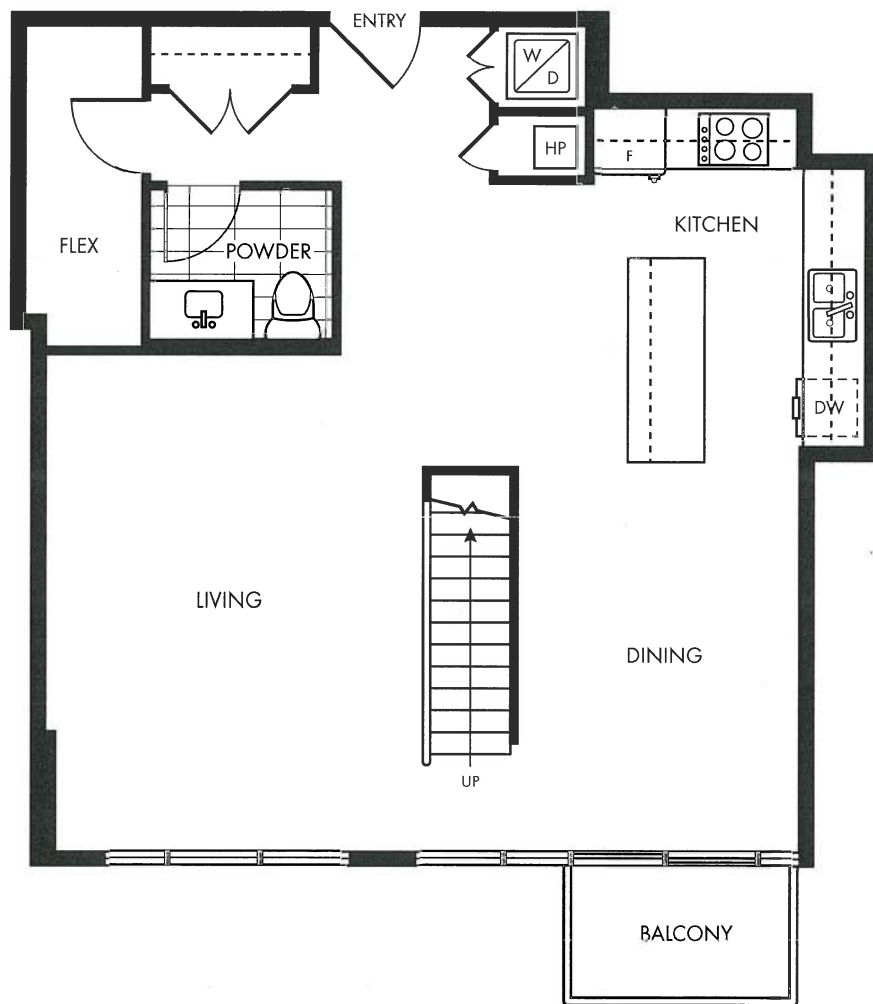 ENTRY
W
D
HP
F
KITCHEN
FLEX
POWDER
DW
LIVING
DINING
UP
BALCONY